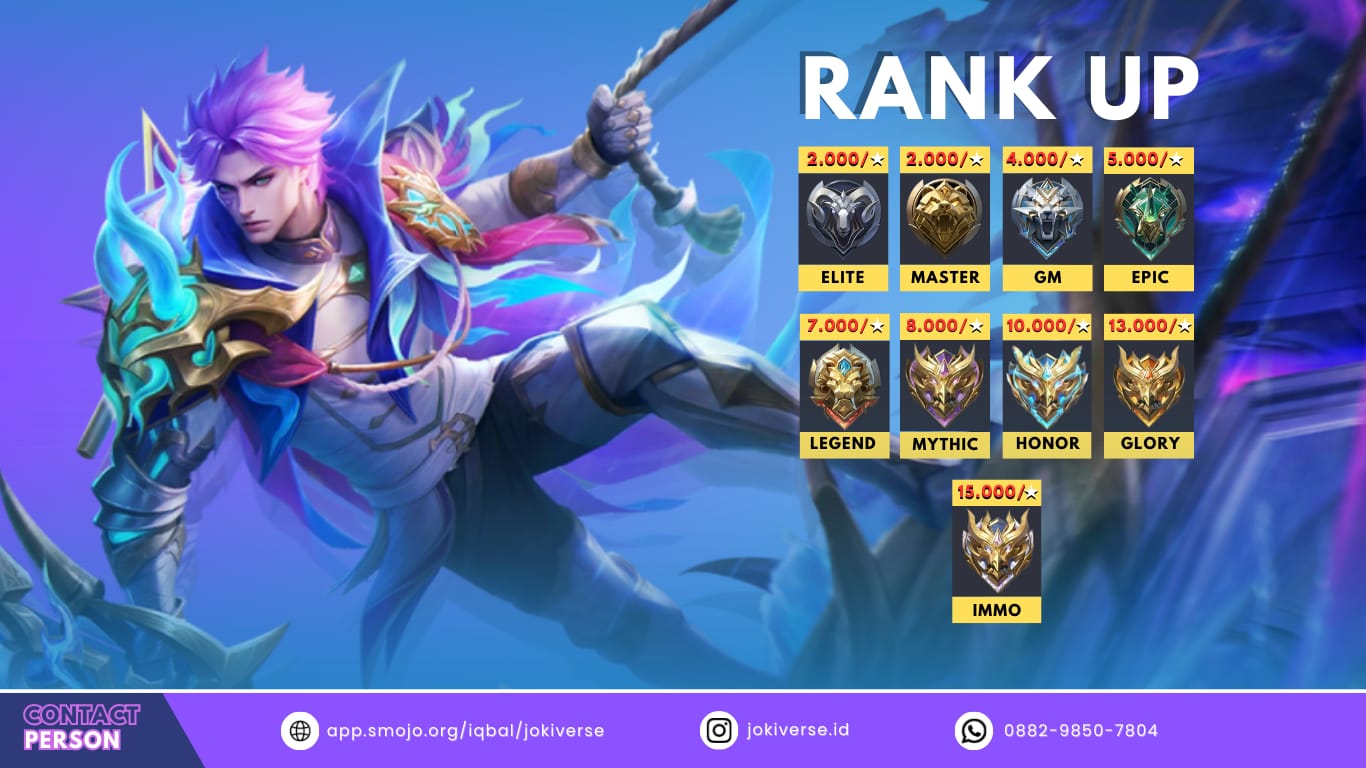 RANK UP
2.000/★ 2.000/★ 4.000/★ 5.000/★
ELITE MASTER GM EPIC
7.000/★ 8.000/★ 10.000/★ 13.000/★
LEGEND MYTHIC HONOR GLORY
15.000/★
IMMO
CONTACT
PERSON
app.smojo.org/iqbal/jokiverse
jokiverse.id
0882-9850-7804